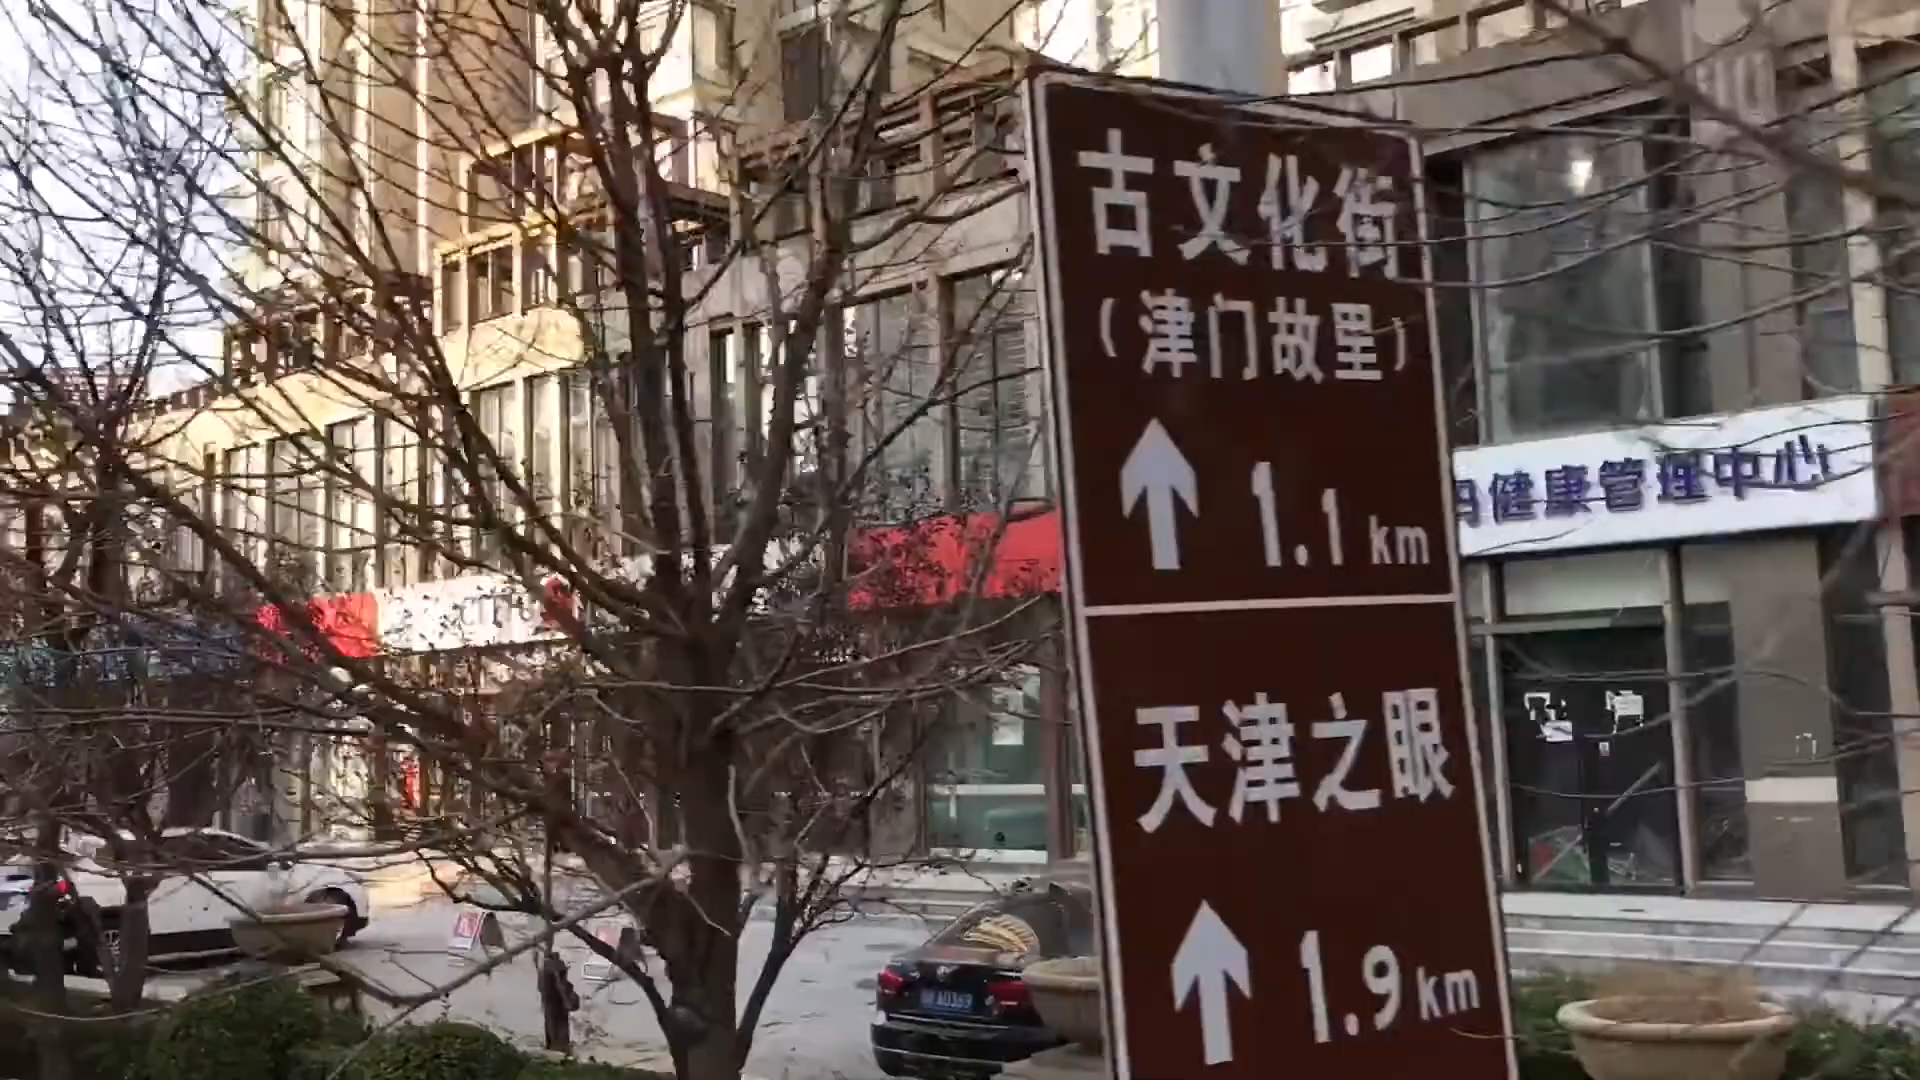 古文化街
（津门故里）
1.1 km
天津之眼
1.9 km
健康管理中心
A0369